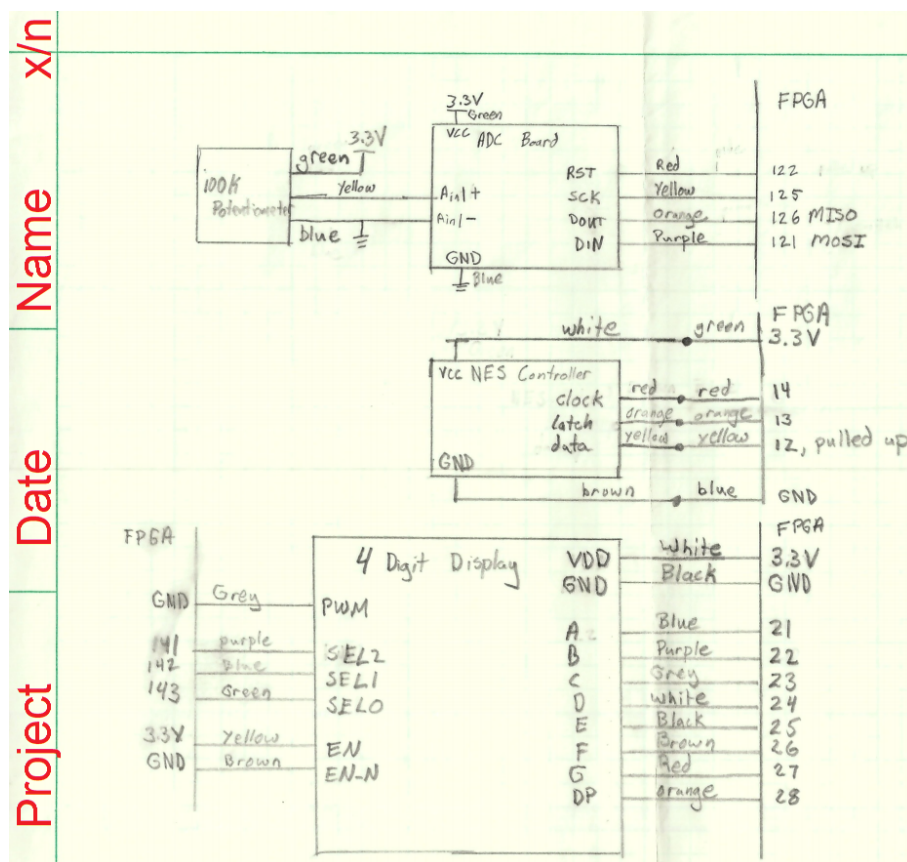 x/n
Name
Date
Project
FPGA
3.3V
Green
VCC ADC Board
green 3.3V
100K Potentiometer
Yellow Ain1+
blue Ain1-
RST Red 122
SCK Yellow 125
DOUT Orange 126 MISO
DIN Purple 121 MOSI
GND
Blue
FPGA
white green 3.3V
VCC NES Controller
clock red red 14
latch orange orange 13
data yellow yellow 12, pulled up
GND
brown blue GND
FPGA
FPGA
4 Digit Display
VDD White 3.3V
GND Black GND
GND Grey PWM
141 purple SEL2
142 Blue SEL1
143 Green SEL0
3.3V Yellow EN
GND Brown EN-N
A Blue 21
B Purple 22
C Grey 23
D White 24
E Black 25
F Brown 26
G Red 27
DP orange 28